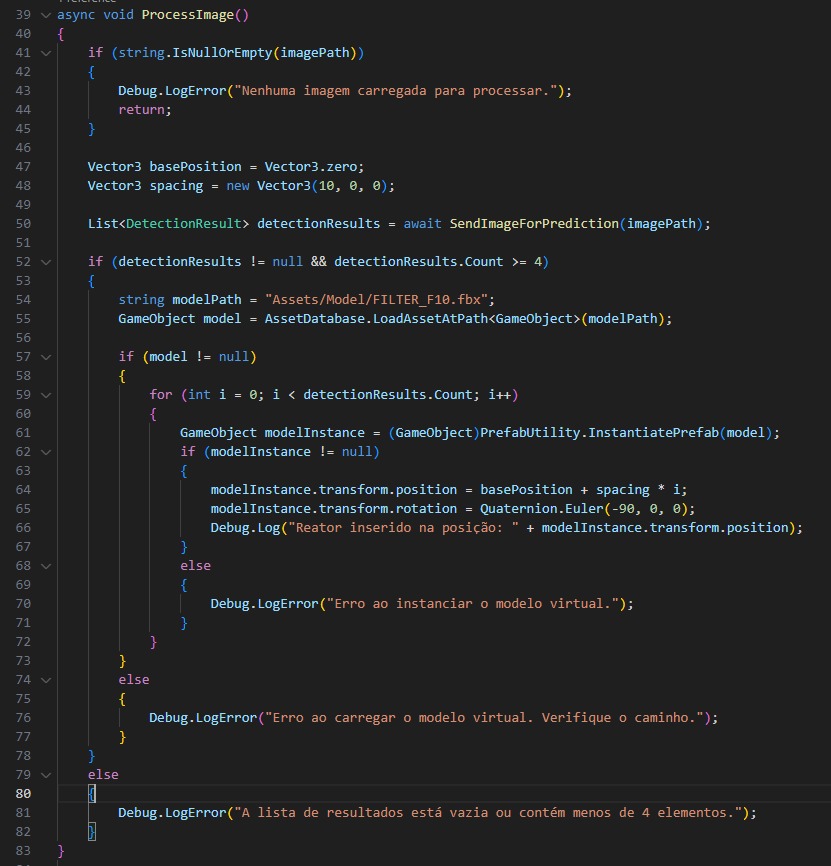 39 async void ProcessImage()
40 {
41 if (string.IsNullOrEmpty(imagePath))
42 {
43 Debug.LogError("Nenhuma imagem carregada para processar.");
44 return;
45 }
46
47 Vector3 basePosition = Vector3.zero;
48 Vector3 spacing = new Vector3(10, 0, 0);
49
50 List<DetectionResult> detectionResults = await SendImageForPrediction(imagePath);
51
52 if (detectionResults != null && detectionResults.Count >= 4)
53 {
54 string modelPath = "Assets/Model/FILTER_F10.fbx";
55 GameObject model = AssetDatabase.LoadAssetAtPath<GameObject>(modelPath);
56
57 if (model != null)
58 {
59 for (int i = 0; i < detectionResults.Count; i++)
60 {
61 GameObject modelInstance = (GameObject)PrefabUtility.InstantiatePrefab(model);
62 if (modelInstance != null)
63 {
64 modelInstance.transform.position = basePosition + spacing * i;
65 modelInstance.transform.rotation = Quaternion.Euler(-90, 0, 0);
66 Debug.Log("Reator inserido na posição: " + modelInstance.transform.position);
67 }
68 else
69 {
70 Debug.LogError("Erro ao instanciar o modelo virtual.");
71 }
72 }
73 }
74 else
75 {
76 Debug.LogError("Erro ao carregar o modelo virtual. Verifique o caminho.");
77 }
78 }
79 else
80 {
81 Debug.LogError("A lista de resultados está vazia ou contém menos de 4 elementos.");
82 }
83 }